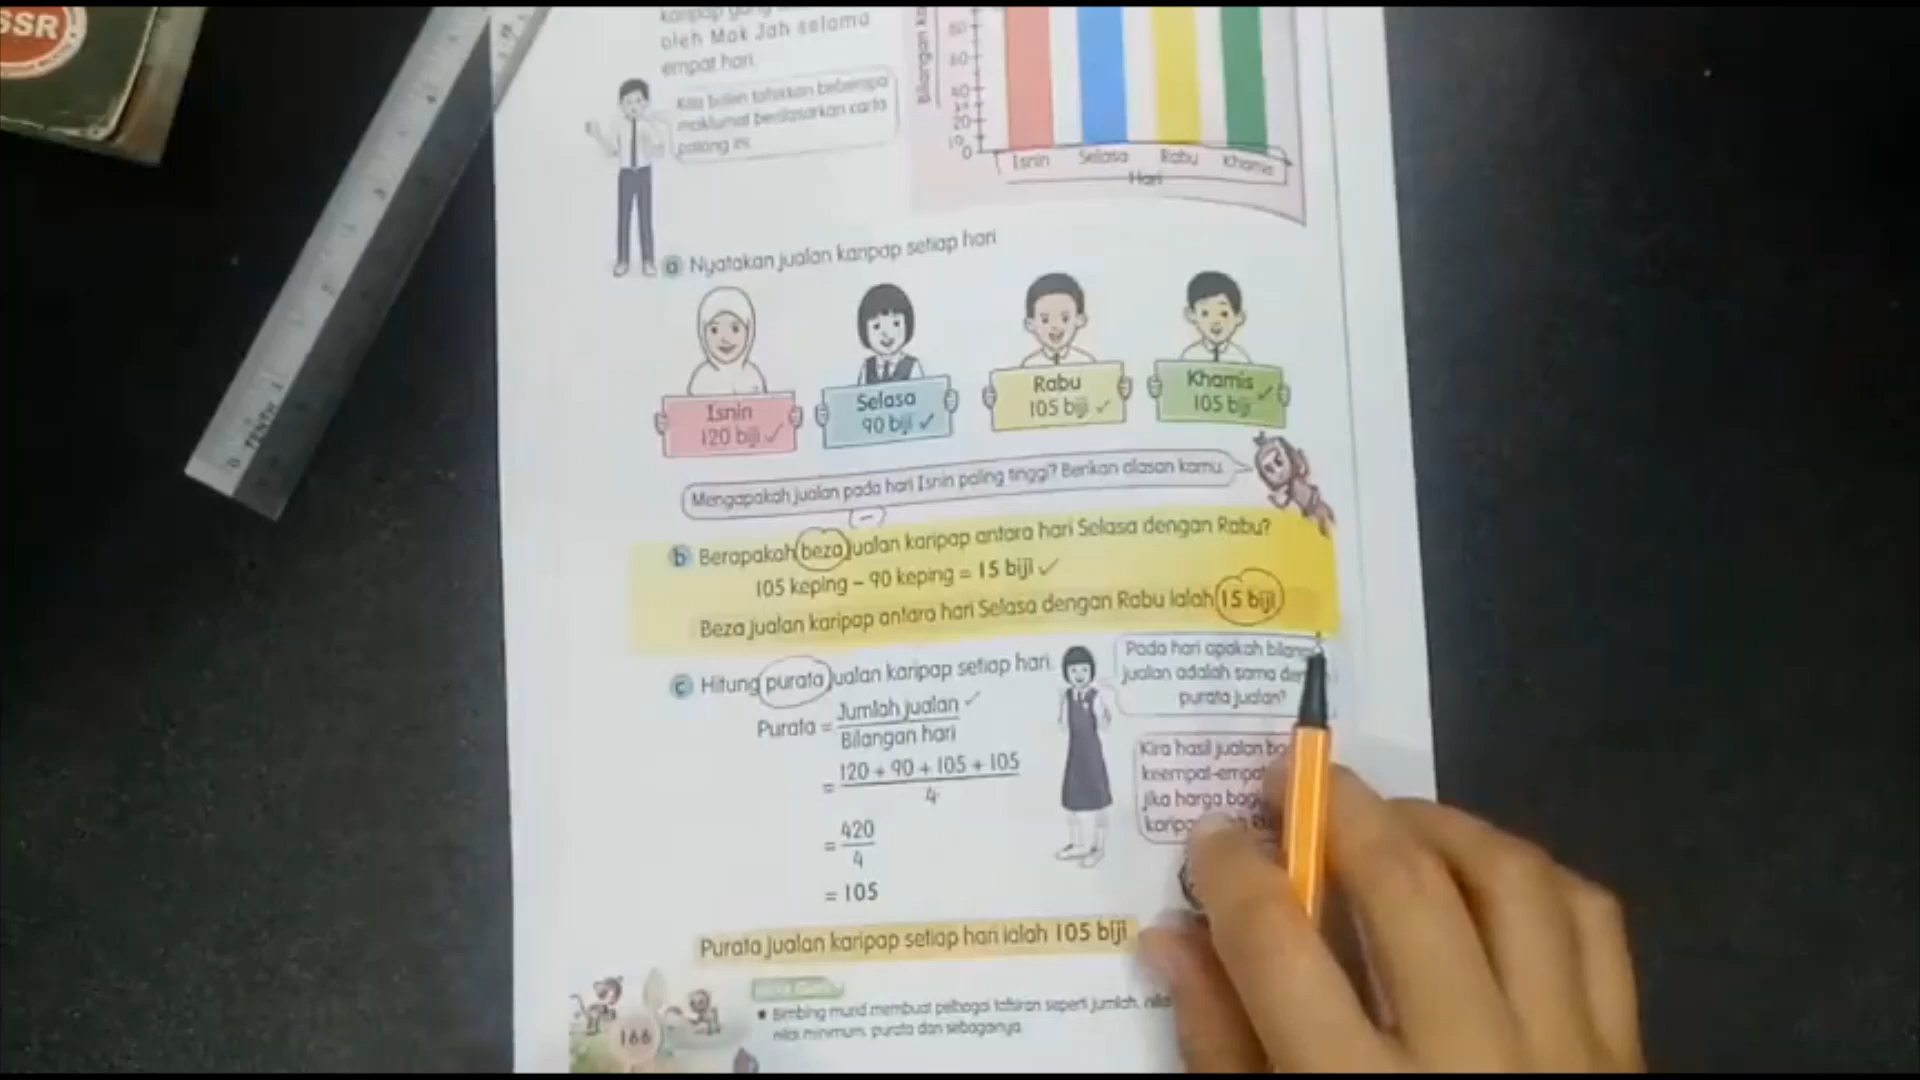 SSR
oleh Mak Jah selama
empat hari.
Kita boleh tafsirkan beberapa
maklumat berdasarkan carta
palang ini.
Bilangan
80
60
40
20
10
0
Isnin Selasa Rabu Khamis
Hari
a Nyatakan jualan karipap setiap hari
Isnin
120 biji ✓
Selasa
90 biji ✓
Rabu
105 biji ✓
Khamis ✓
105 biji
Mengapakah jualan pada hari Isnin paling tinggi? Berikan alasan kamu.
–
b Berapakah beza jualan karipap antara hari Selasa dengan Rabu?
105 keping – 90 keping = 15 biji ✓
Beza jualan karipap antara hari Selasa dengan Rabu ialah 15 biji
c Hitung purata jualan karipap setiap hari.
Purata = Jumlah jualan ✓
Bilangan hari
= 120 + 90 + 105 + 105
4
= 420
4
= 105
Purata jualan karipap setiap hari ialah 105 biji
Pada hari apakah
jualan adalah sama
purata jualan?
Kira hasil jualan
keempat-empat
jika harga
166
• Bimbing murid membuat pelbagai tafsiran seperti jumlah,
nilai minimum, purata dan sebagainya.